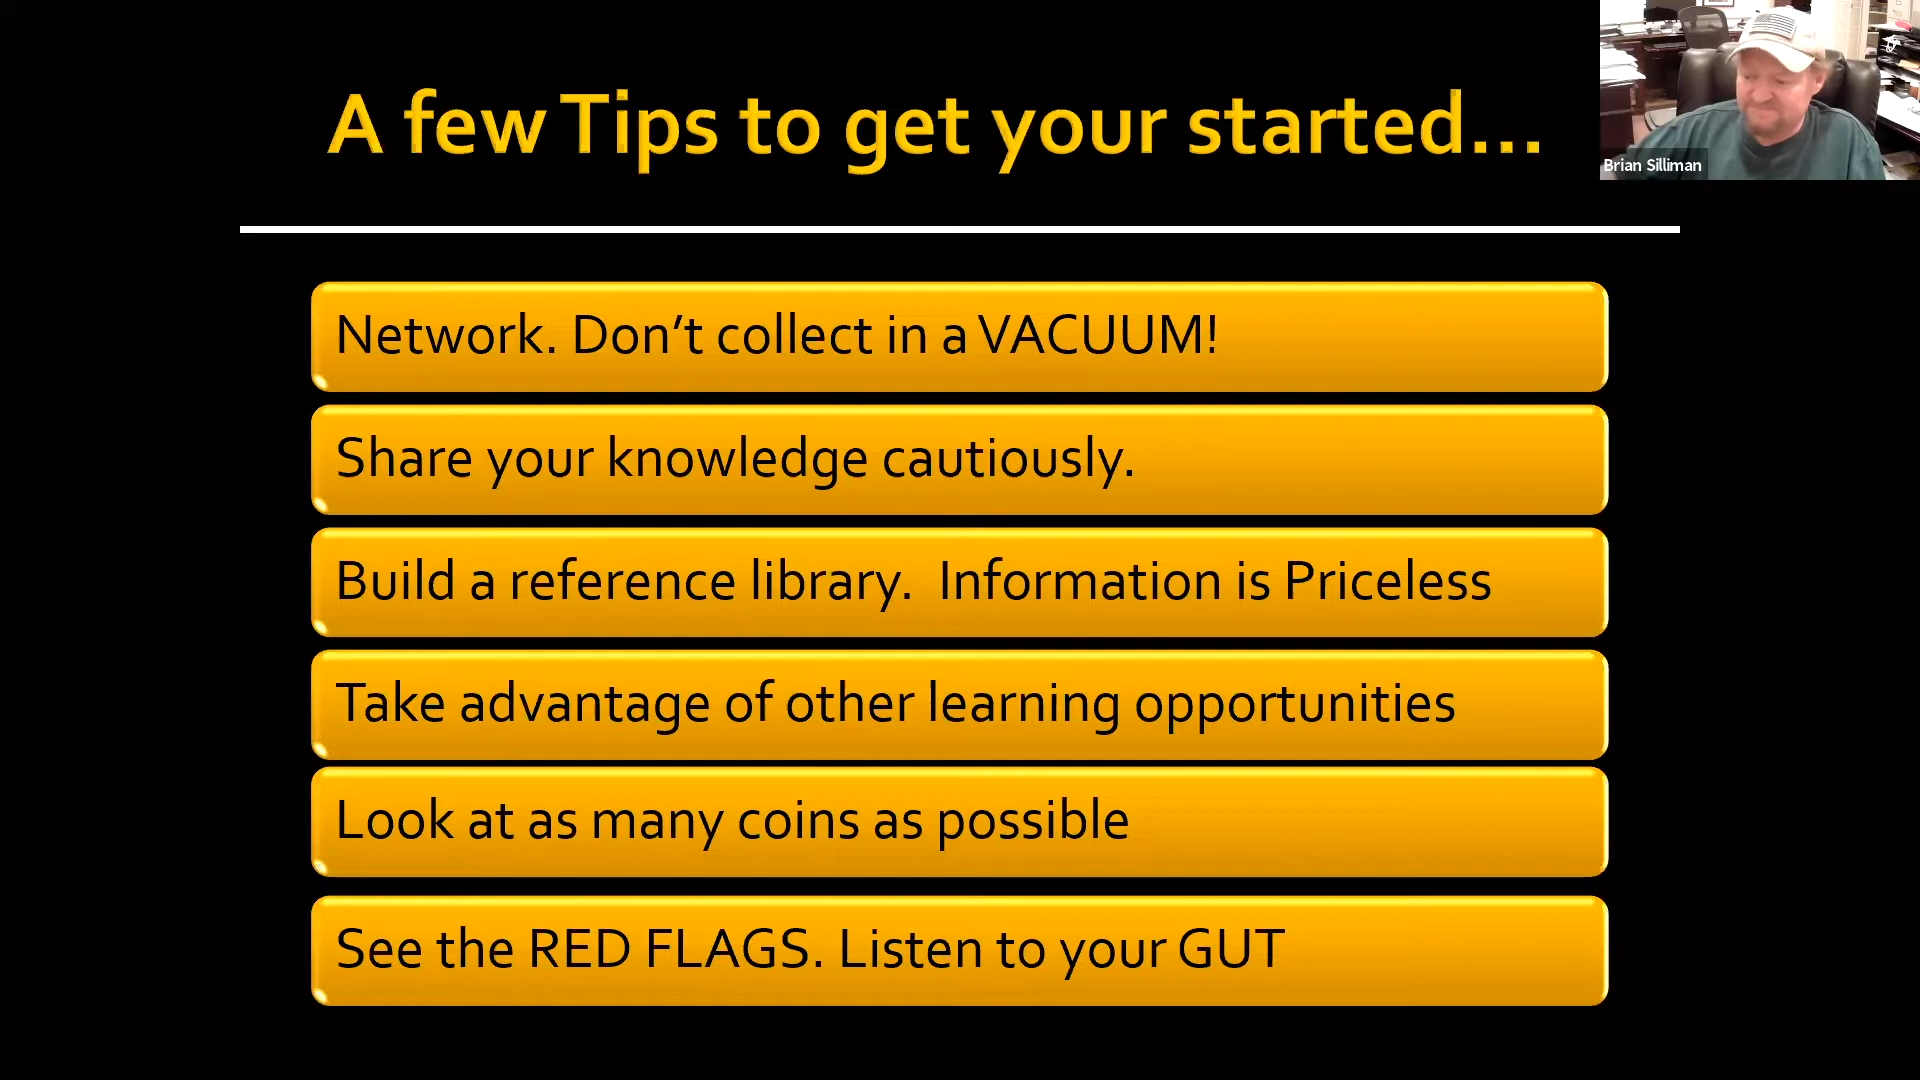 A few Tips to get your started...
Brian Silliman
Network. Don’t collect in a VACUUM!
Share your knowledge cautiously.
Build a reference library.  Information is Priceless
Take advantage of other learning opportunities
Look at as many coins as possible
See the RED FLAGS. Listen to your GUT